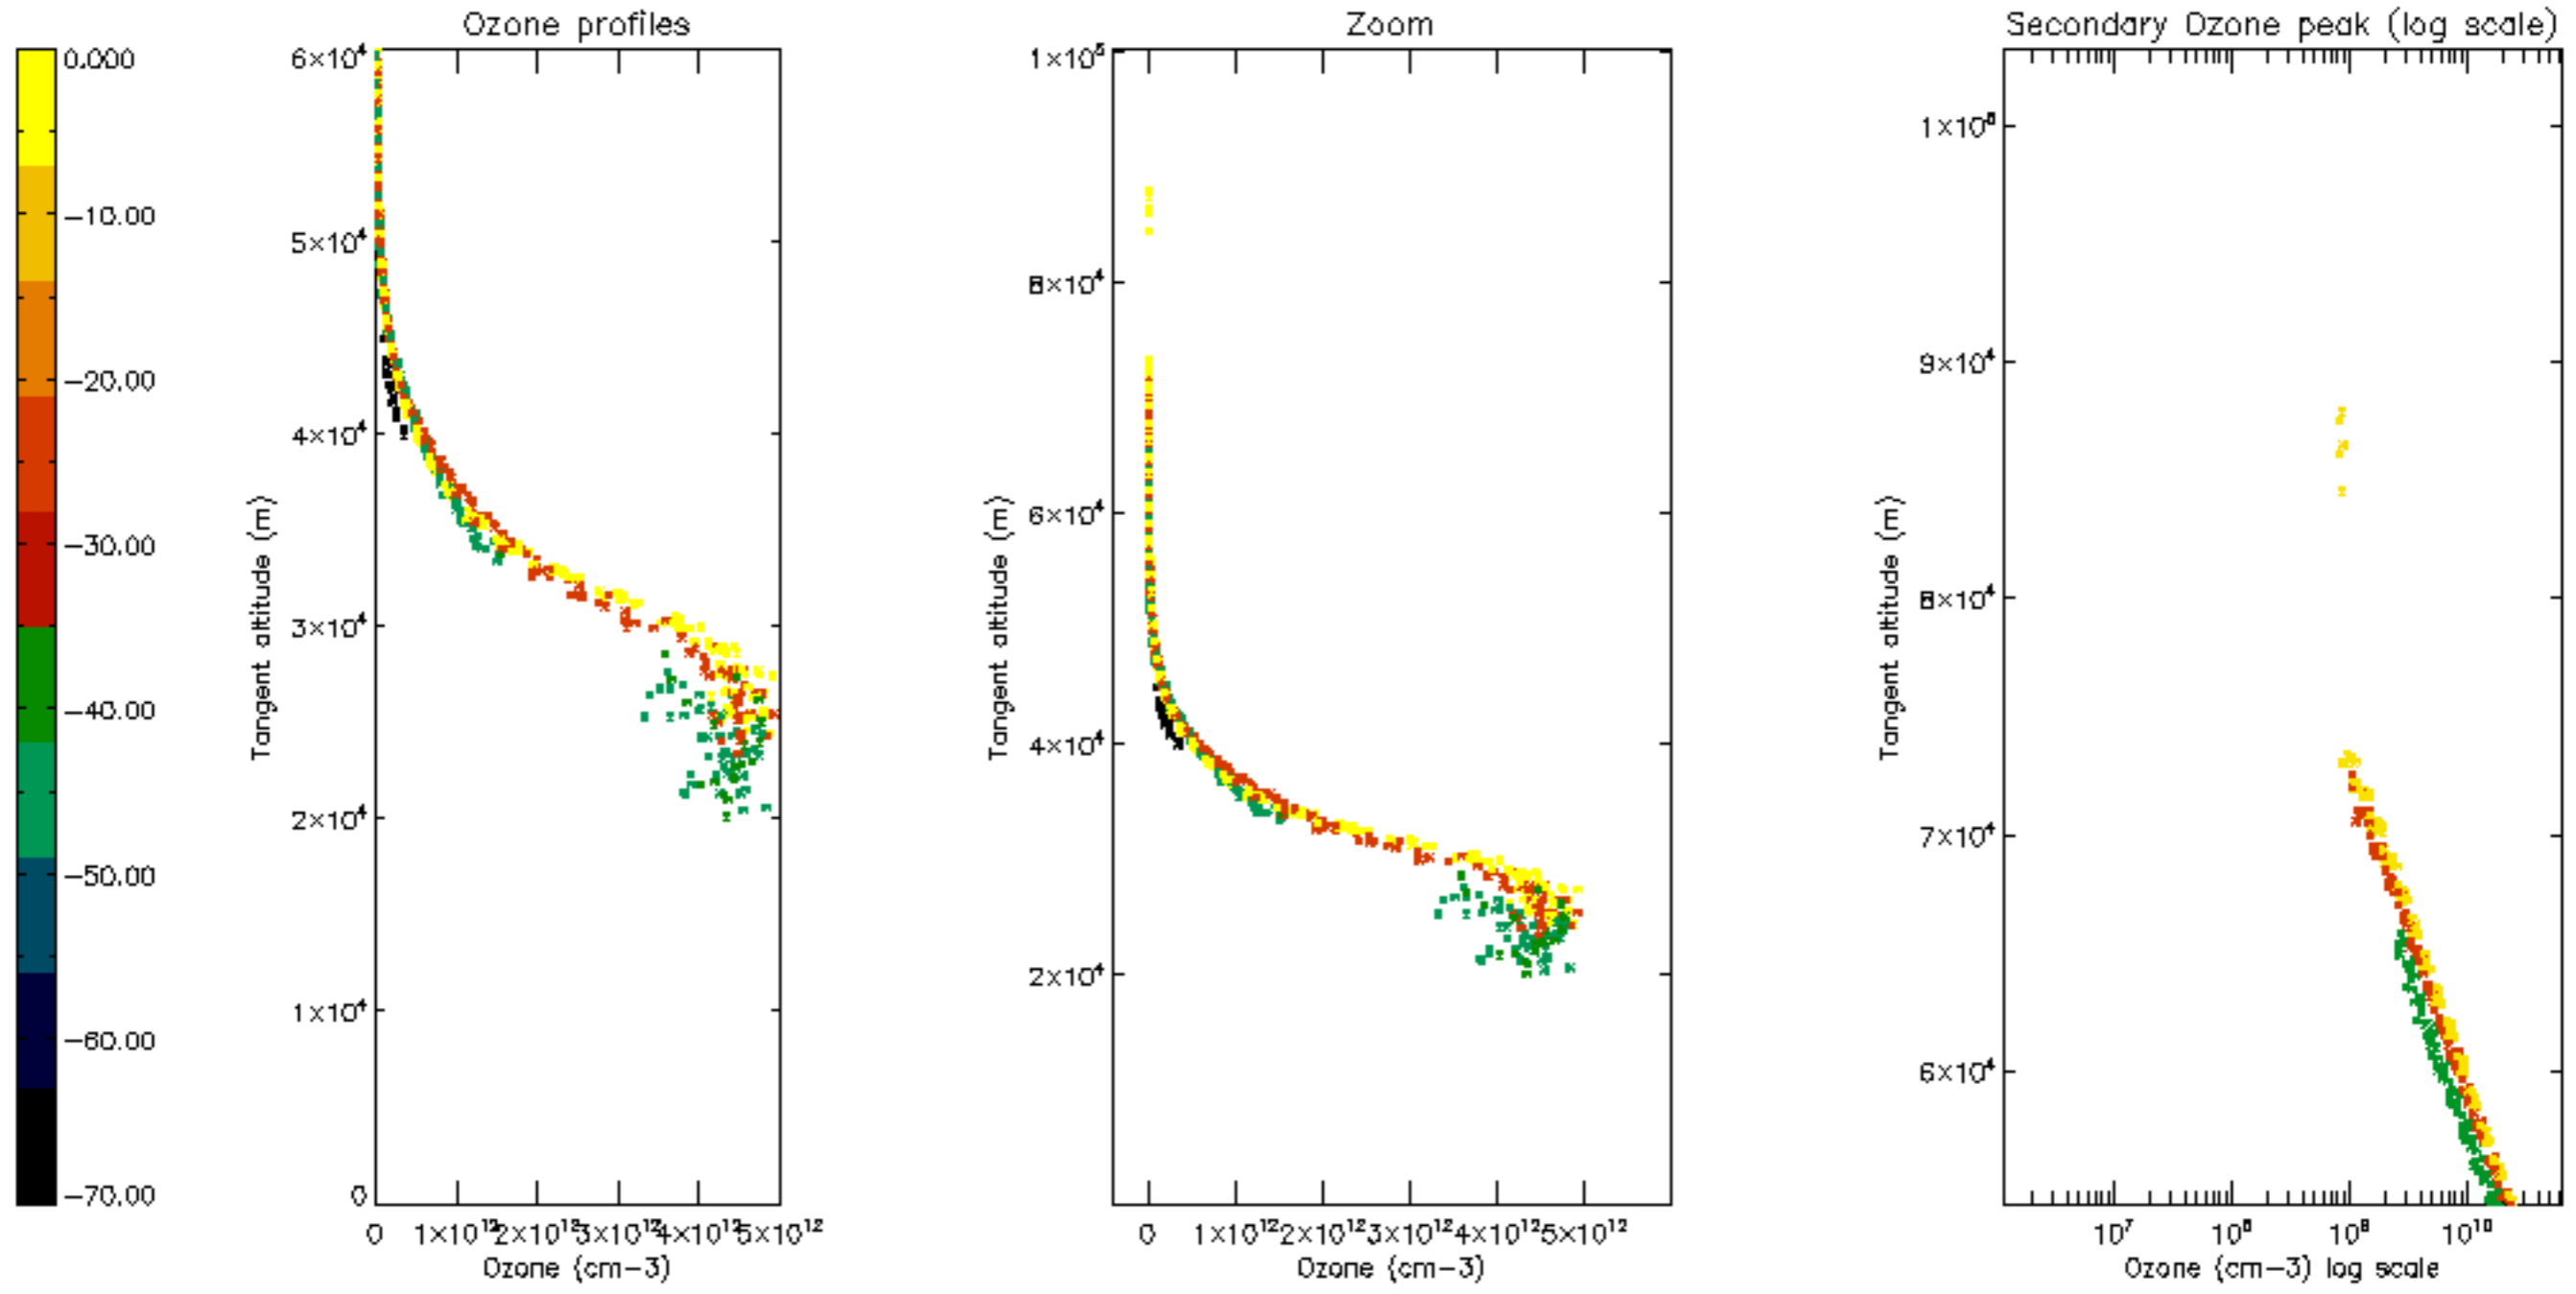 Ozone profiles
Zoom
Secondary Ozone peak (log scale)
0.000
−10.00
−20.00
−30.00
−40.00
−50.00
−60.00
−70.00
6×10⁴
5×10⁴
4×10⁴
3×10⁴
2×10⁴
1×10⁴
0
Tangent altitude (m)
0 1×10¹² 2×10¹² 3×10¹² 4×10¹² 5×10¹²
Ozone (cm−3)
1×10⁵
8×10⁴
6×10⁴
4×10⁴
2×10⁴
Tangent altitude (m)
0 1×10¹² 2×10¹² 3×10¹² 4×10¹² 5×10¹²
Ozone (cm−3)
1×10⁵
9×10⁴
8×10⁴
7×10⁴
6×10⁴
Tangent altitude (m)
10⁷ 10⁸ 10⁹ 10¹⁰
Ozone (cm−3) log scale